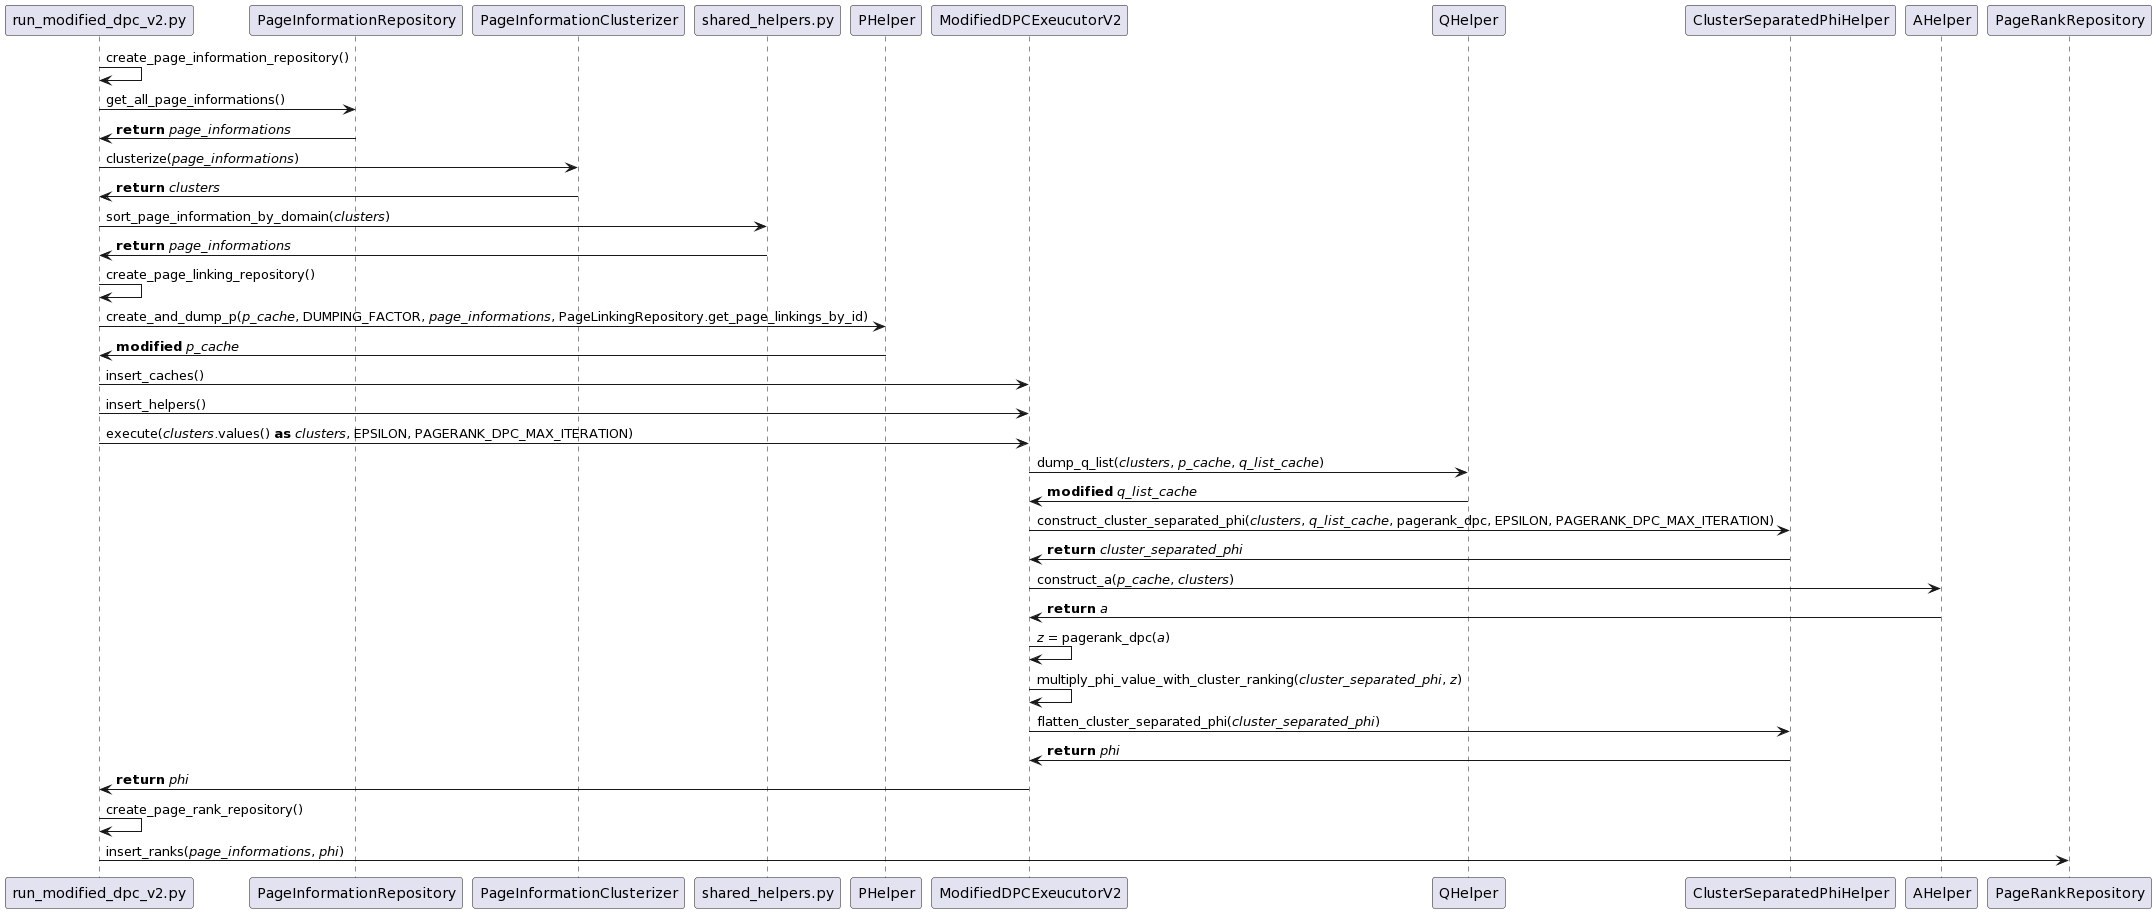 run_modified_dpc_v2.py PageInformationRepository PageInformationClusterizer shared_helpers.py PHelper ModifiedDPCExeucutorV2 QHelper ClusterSeparatedPhiHelper AHelper PageRankRepository
create_page_information_repository()
get_all_page_informations()
return page_informations
clusterize(page_informations)
return clusters
sort_page_information_by_domain(clusters)
return page_informations
create_page_linking_repository()
create_and_dump_p(p_cache, DUMPING_FACTOR, page_informations, PageLinkingRepository.get_page_linkings_by_id)
modified p_cache
insert_caches()
insert_helpers()
execute(clusters.values() as clusters, EPSILON, PAGERANK_DPC_MAX_ITERATION)
dump_q_list(clusters, p_cache, q_list_cache)
modified q_list_cache
construct_cluster_separated_phi(clusters, q_list_cache, pagerank_dpc, EPSILON, PAGERANK_DPC_MAX_ITERATION)
return cluster_separated_phi
construct_a(p_cache, clusters)
return a
z = pagerank_dpc(a)
multiply_phi_value_with_cluster_ranking(cluster_separated_phi, z)
flatten_cluster_separated_phi(cluster_separated_phi)
return phi
return phi
create_page_rank_repository()
insert_ranks(page_informations, phi)
run_modified_dpc_v2.py PageInformationRepository PageInformationClusterizer shared_helpers.py PHelper ModifiedDPCExeucutorV2 QHelper ClusterSeparatedPhiHelper AHelper PageRankRepository